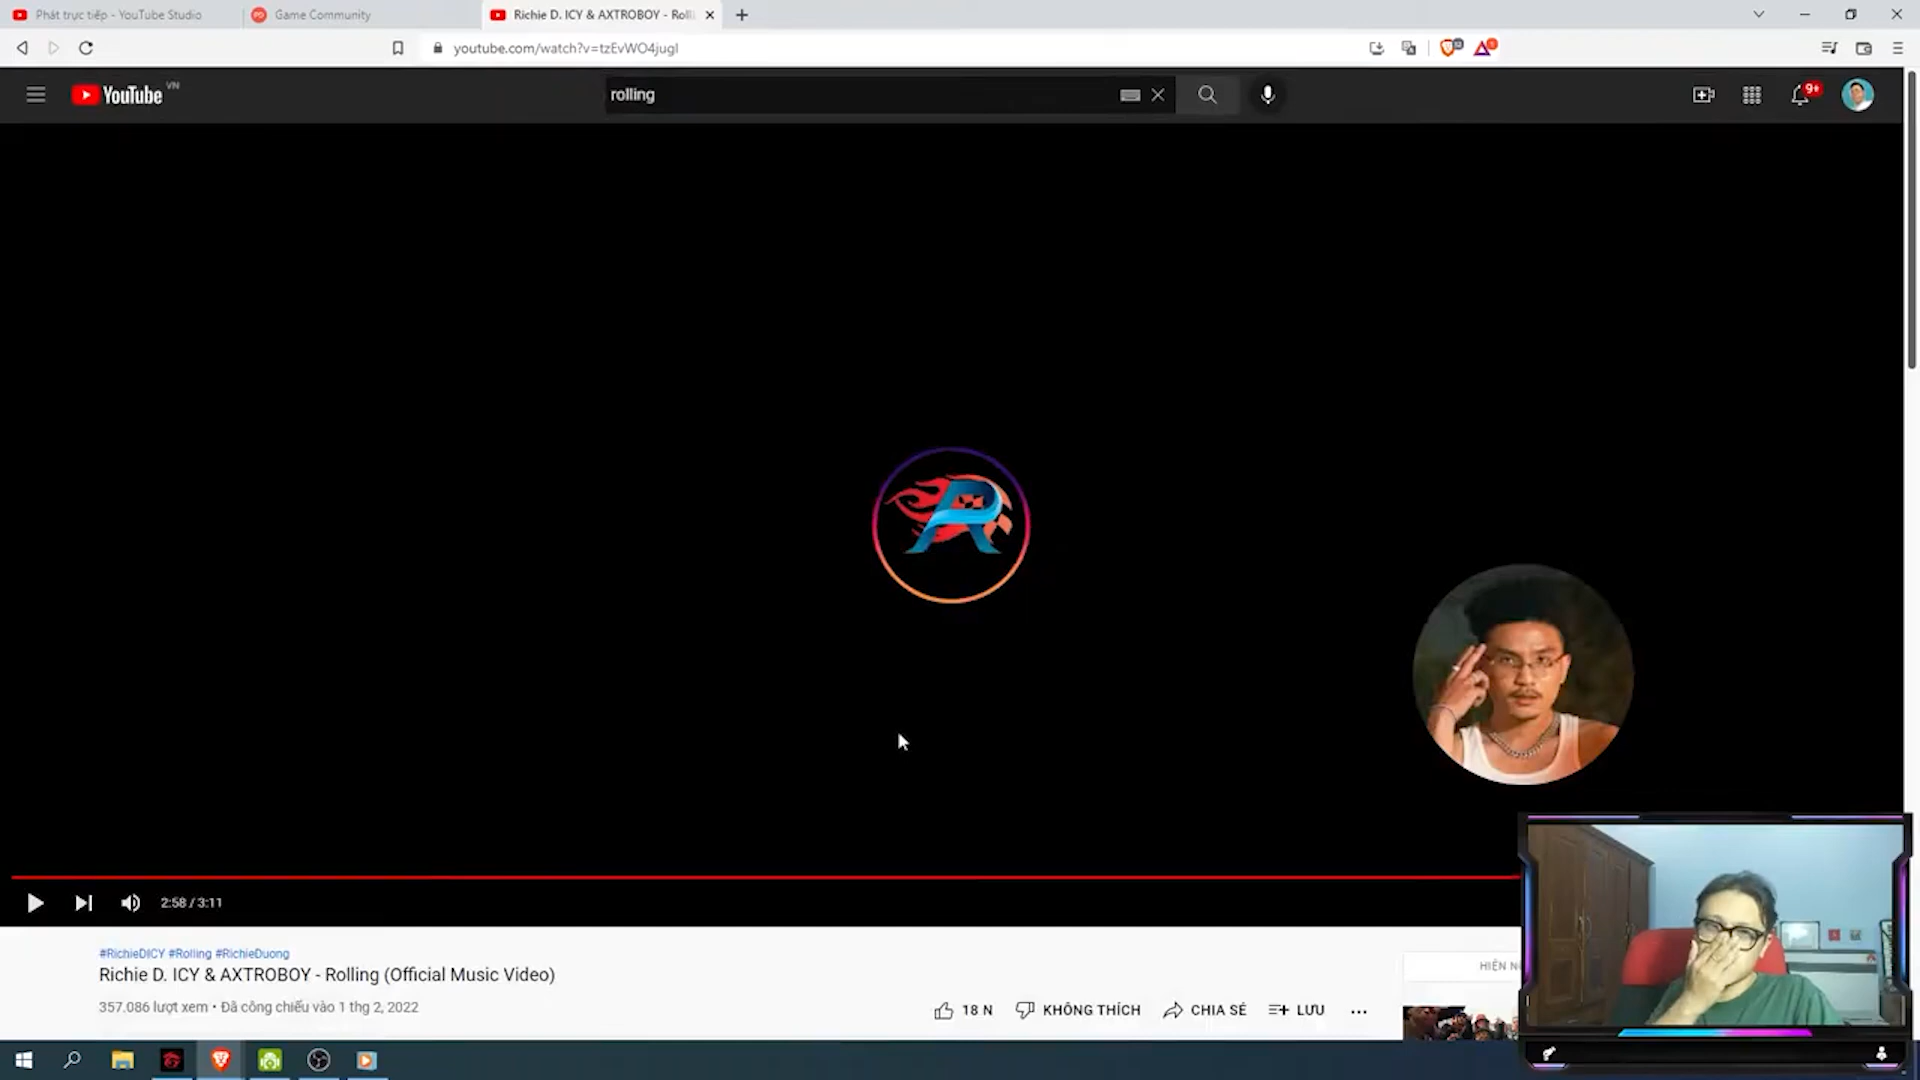 Phát trực tiếp - YouTube Studio
Game Community
Richie D. ICY & AXTROBOY - Rolli
youtube.com/watch?v=tzEvWO4jugI
YouTube VN
rolling
9+
2:58 / 3:11
#RichieDICY #Rolling #RichieDuong
Richie D. ICY & AXTROBOY - Rolling (Official Music Video)
357.086 lượt xem • Đã công chiếu vào 1 thg 2, 2022
18 N
KHÔNG THÍCH
CHIA SẺ
LƯU
HIỆN